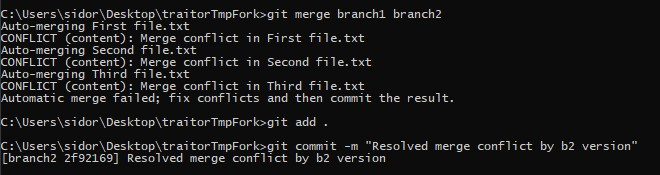 C:\Users\sidor\Desktop\traitorTmpFork>git merge branch1 branch2
Auto-merging First file.txt
CONFLICT (content): Merge conflict in First file.txt
Auto-merging Second file.txt
CONFLICT (content): Merge conflict in Second file.txt
Auto-merging Third file.txt
CONFLICT (content): Merge conflict in Third file.txt
Automatic merge failed; fix conflicts and then commit the result.
C:\Users\sidor\Desktop\traitorTmpFork>git add .
C:\Users\sidor\Desktop\traitorTmpFork>git commit -m "Resolved merge conflict by b2 version"
[branch2 2f92169] Resolved merge conflict by b2 version